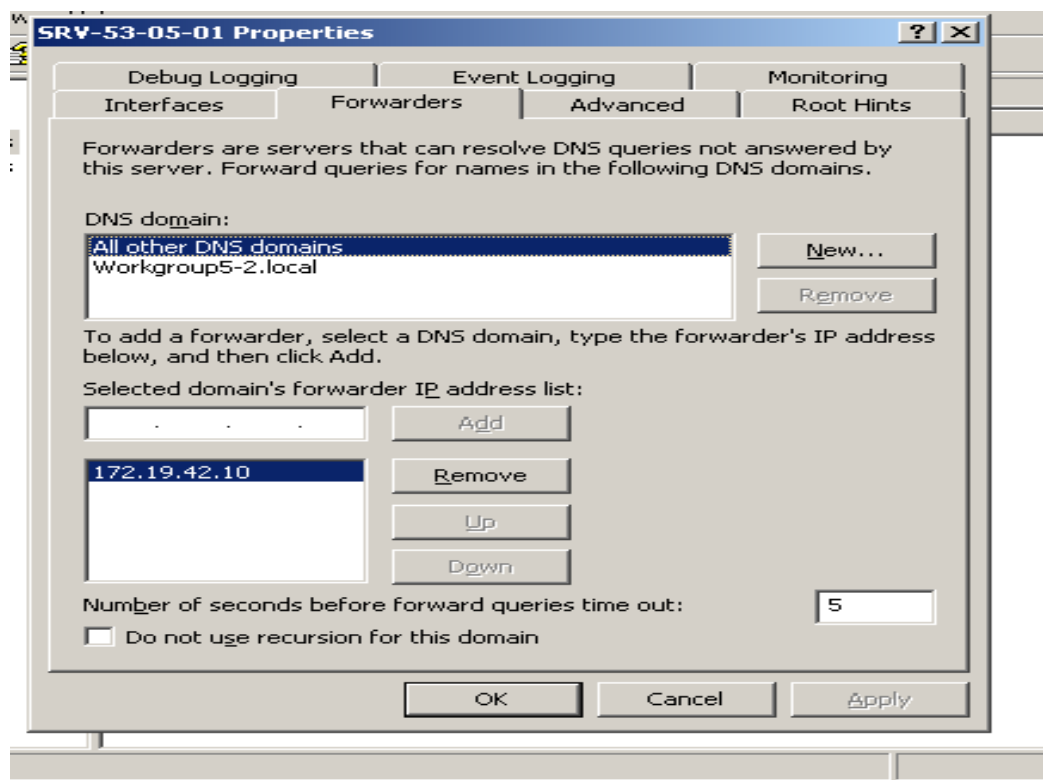 SRV-53-05-01 Properties
Debug Logging Event Logging Monitoring
Interfaces Forwarders Advanced Root Hints
Forwarders are servers that can resolve DNS queries not answered by
this server. Forward queries for names in the following DNS domains.
DNS domain:
All other DNS domains New...
Workgroup5-2.local
Remove
To add a forwarder, select a DNS domain, type the forwarder's IP address
below, and then click Add.
Selected domain's forwarder IP address list:
. . . Add
172.19.42.10 Remove
Up
Down
Number of seconds before forward queries time out: 5
Do not use recursion for this domain
OK Cancel Apply